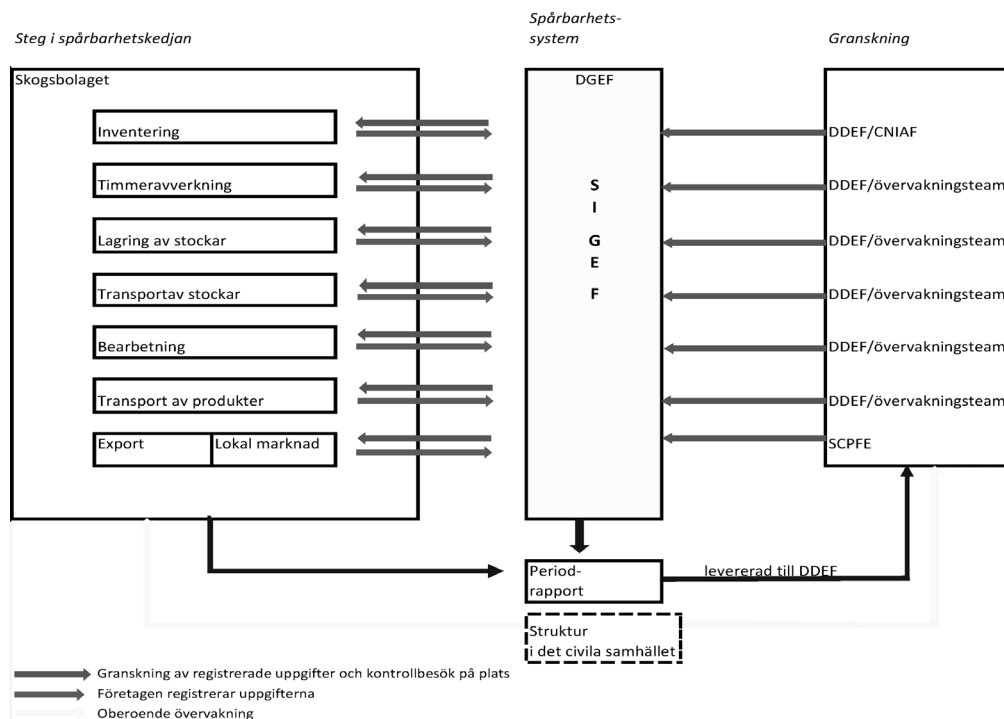 Steg i spårbarhetskedjan
Spårbarhets-
system
Granskning
Skogsbolaget
DGEF
Inventering
DDEF/CNIAF
Timmeravverkning
S
DDEF/övervakningsteam
I
Lagring av stockar
G
DDEF/övervakningsteam
E
Transportav stockar
F
DDEF/övervakningsteam
Bearbetning
DDEF/övervakningsteam
Transport av produkter
DDEF/övervakningsteam
Export
Lokal marknad
SCPFE
Period-
rapport
levererad till DDEF
Struktur
i det civila samhället
Granskning av registrerade uppgifter och kontrollbesök på plats
Företagen registrerar uppgifterna
Oberoende övervakning